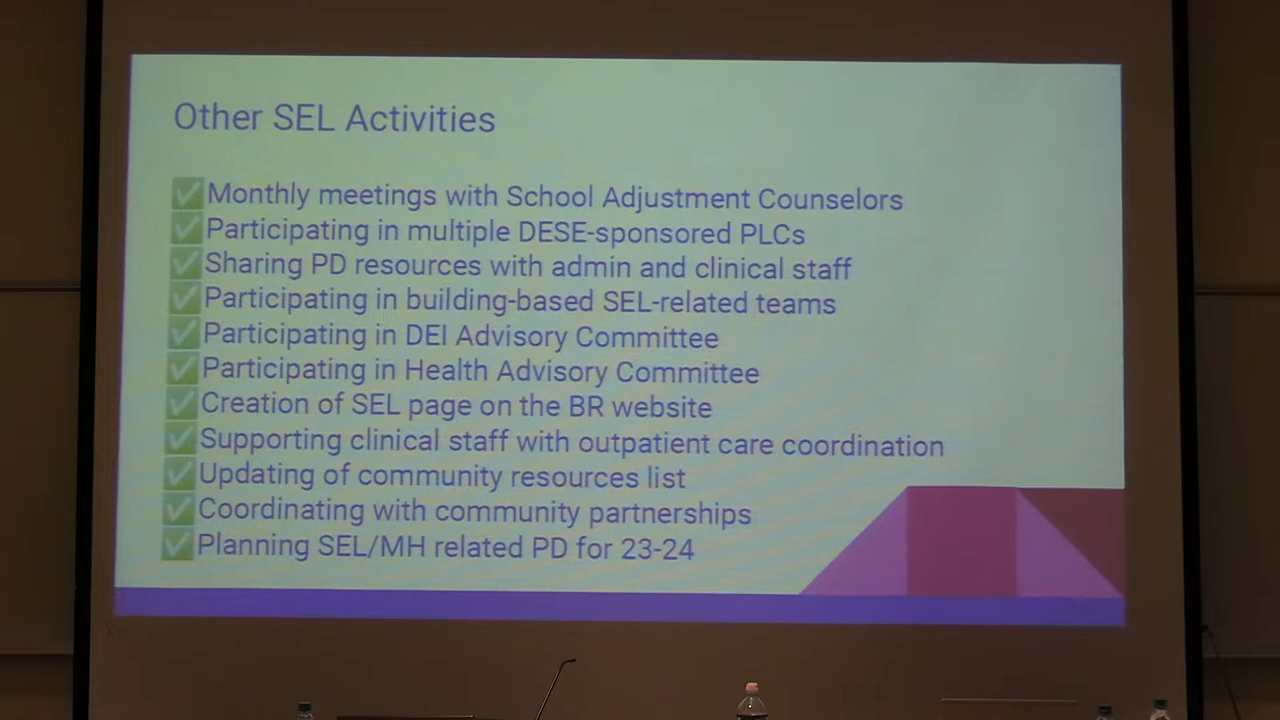 Other SEL Activities
✅Monthly meetings with School Adjustment Counselors
✅Participating in multiple DESE-sponsored PLCs
✅Sharing PD resources with admin and clinical staff
✅Participating in building-based SEL-related teams
✅Participating in DEI Advisory Committee
✅Participating in Health Advisory Committee
✅Creation of SEL page on the BR website
✅Supporting clinical staff with outpatient care coordination
✅Updating of community resources list
✅Coordinating with community partnerships
✅Planning SEL/MH related PD for 23-24